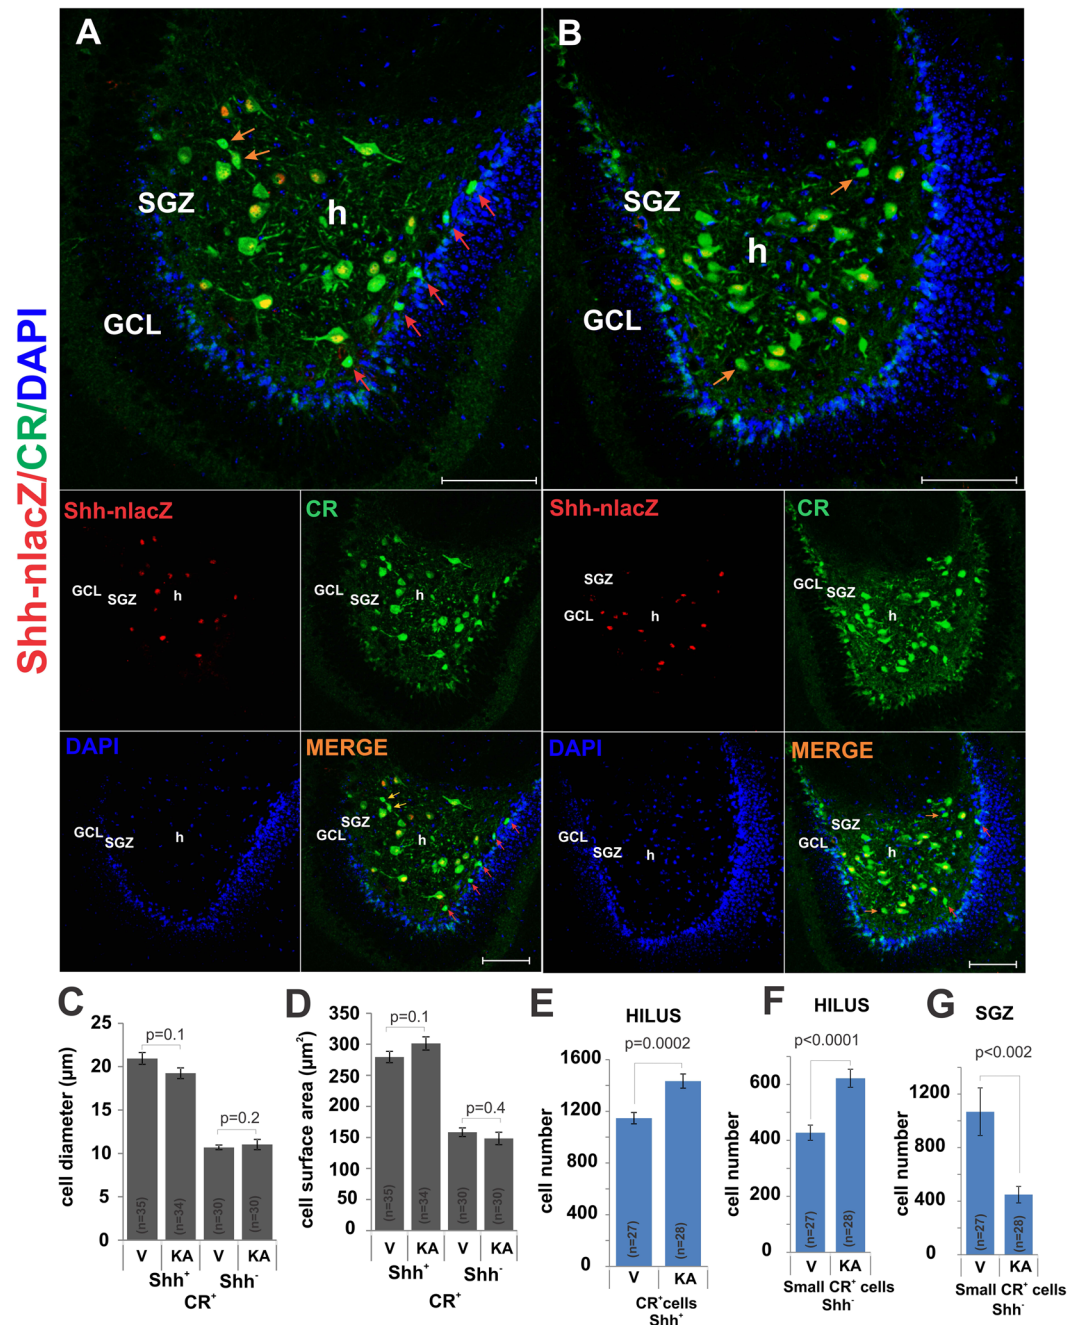 A
B
SGZ
h
GCL
SGZ
h
GCL
Shh-nlacZ/CR/DAPI
Shh-nlacZ
GCL
SGZ
h
CR
GCL
SGZ
h
Shh-nlacZ
SGZ
GCL
h
CR
GCL
SGZ
h
DAPI
GCL
SGZ
h
MERGE
SGZ
GCL
h
DAPI
GCL
SGZ
h
MERGE
SGZ
GCL
h
C
cell diameter (µm)
25
20
15
10
5
0
p=0.1
p=0.2
(n=35)
(n=34)
(n=30)
(n=30)
V
KA
V
KA
Shh⁺
Shh⁻
CR⁺
D
cell surface area (µm²)
350
300
250
200
150
100
50
0
p=0.1
p=0.4
(n=35)
(n=34)
(n=30)
(n=30)
V
KA
V
KA
Shh⁺
Shh⁻
CR⁺
E
HILUS
p=0.0002
cell number
1600
1200
800
400
0
(n=27)
(n=28)
V
KA
CR⁺cells
Shh⁺
F
HILUS
p<0.0001
cell number
600
400
200
0
(n=27)
(n=28)
V
KA
Small CR⁺ cells
Shh⁻
G
SGZ
p<0.002
cell number
1200
800
400
0
(n=27)
(n=28)
V
KA
Small CR⁺ cells
Shh⁻